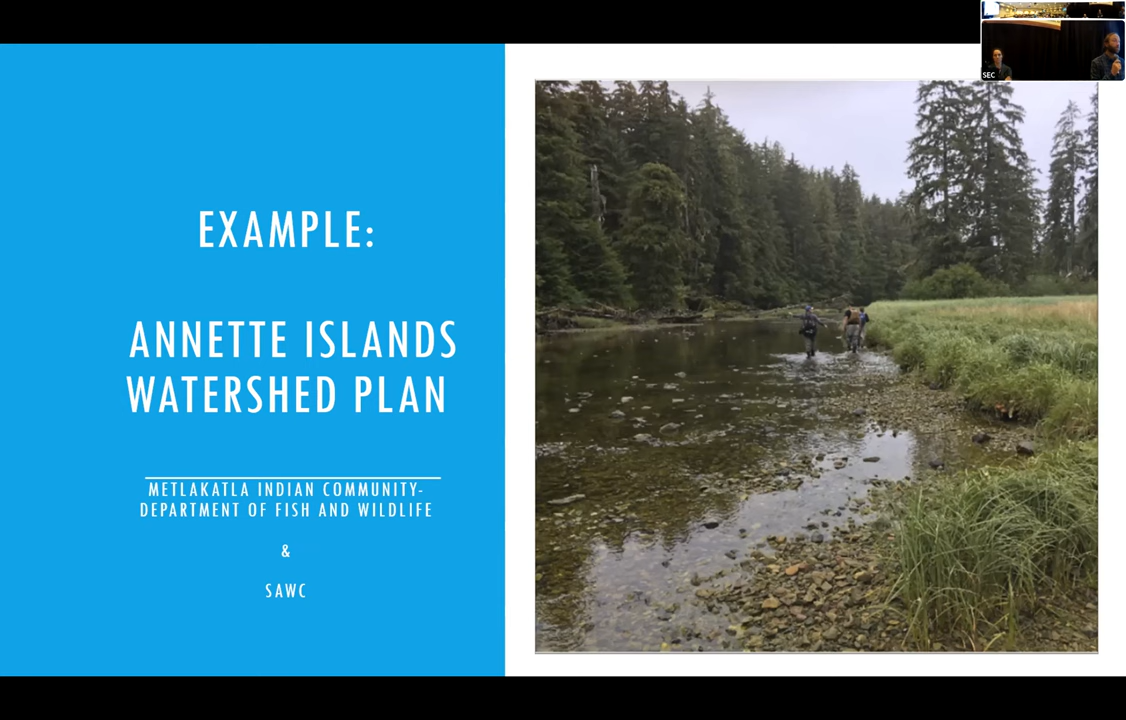 EXAMPLE:
ANNETTE ISLANDS
WATERSHED PLAN
METLAKATLA INDIAN COMMUNITY-
DEPARTMENT OF FISH AND WILDLIFE
&
SAWC
SEC